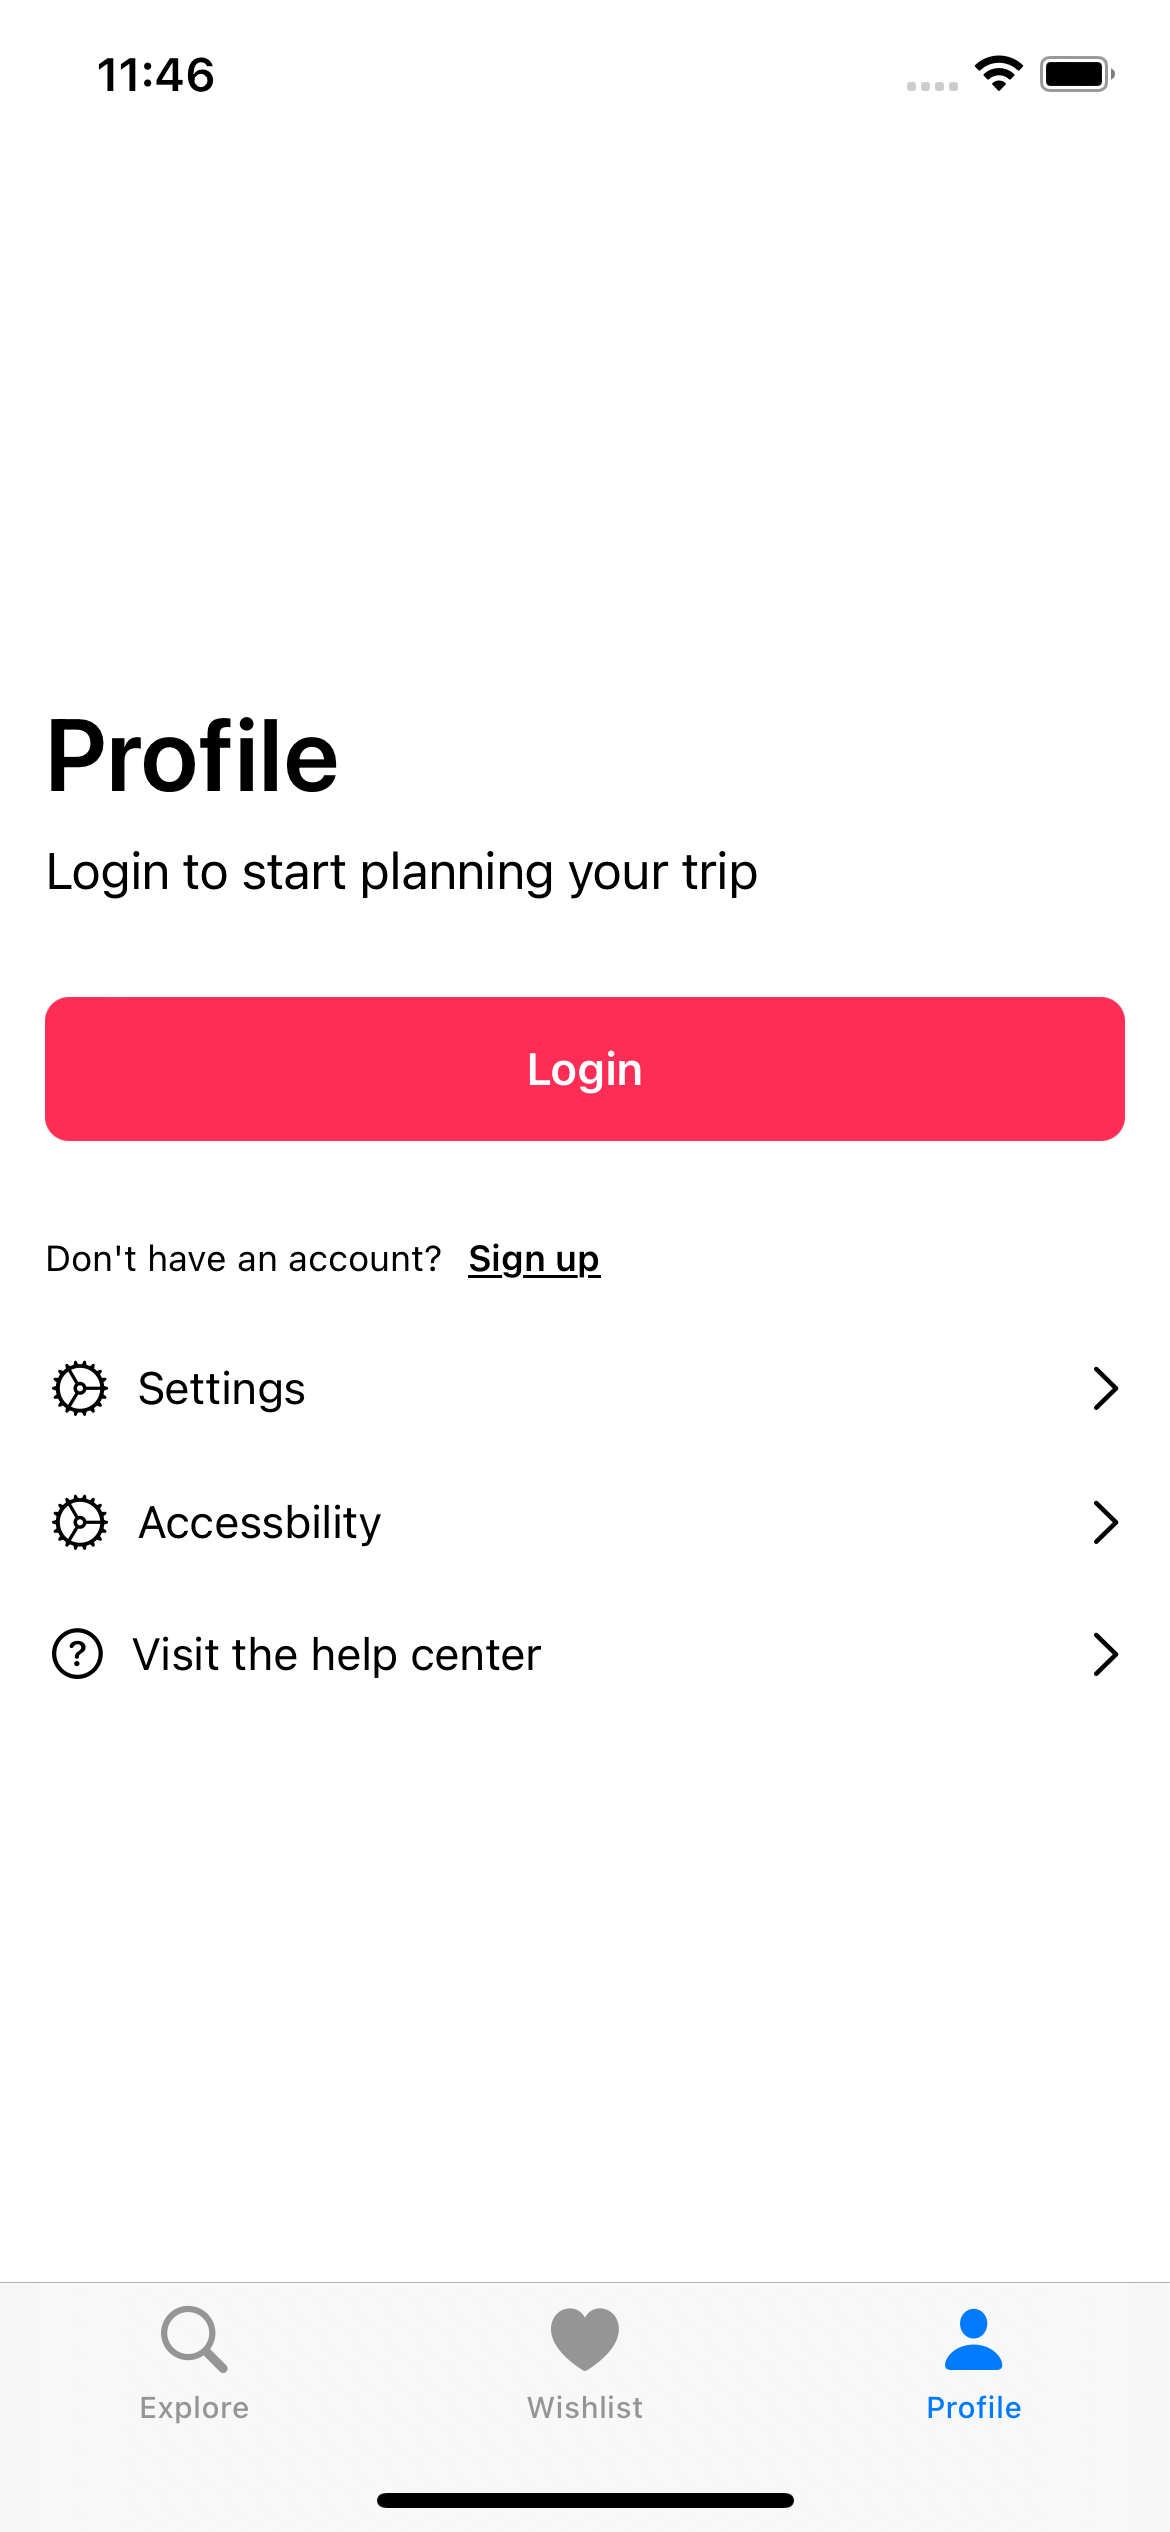 11:46
Profile
Login to start planning your trip
Login
Don't have an account? Sign up
Settings
Accessbility
Visit the help center
Explore
Wishlist
Profile